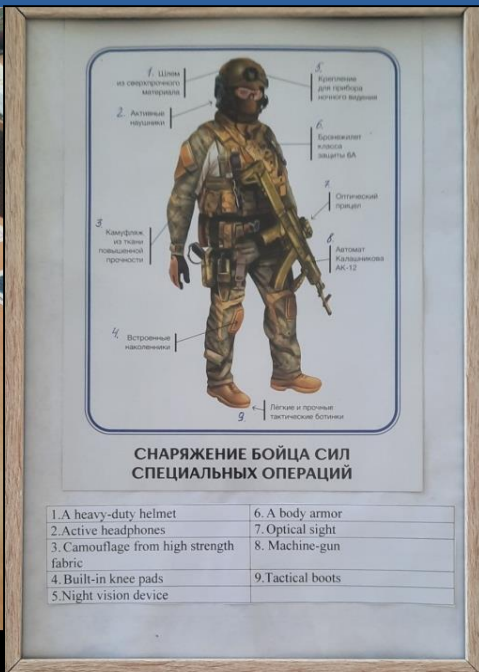 1. Шлем
из сверхпрочного
материала
2. Активные
наушники
3. Камуфляж
из ткани
повышенной
прочности
4. Встроенные
наколенники
5. Крепление
для прибора
ночного видения
6. Бронежилет
класса
защиты 6А
7. Оптический
прицел
8. Автомат
Калашникова
АК-12
9. Лёгкие и прочные
тактические ботинки
СНАРЯЖЕНИЕ БОЙЦА СИЛ
СПЕЦИАЛЬНЫХ ОПЕРАЦИЙ
1.A heavy-duty helmet
2.Active headphones
3. Camouflage from high strength
fabric
4. Built-in knee pads
5.Night vision device
6. A body armor
7. Optical sight
8. Machine-gun
9.Tactical boots